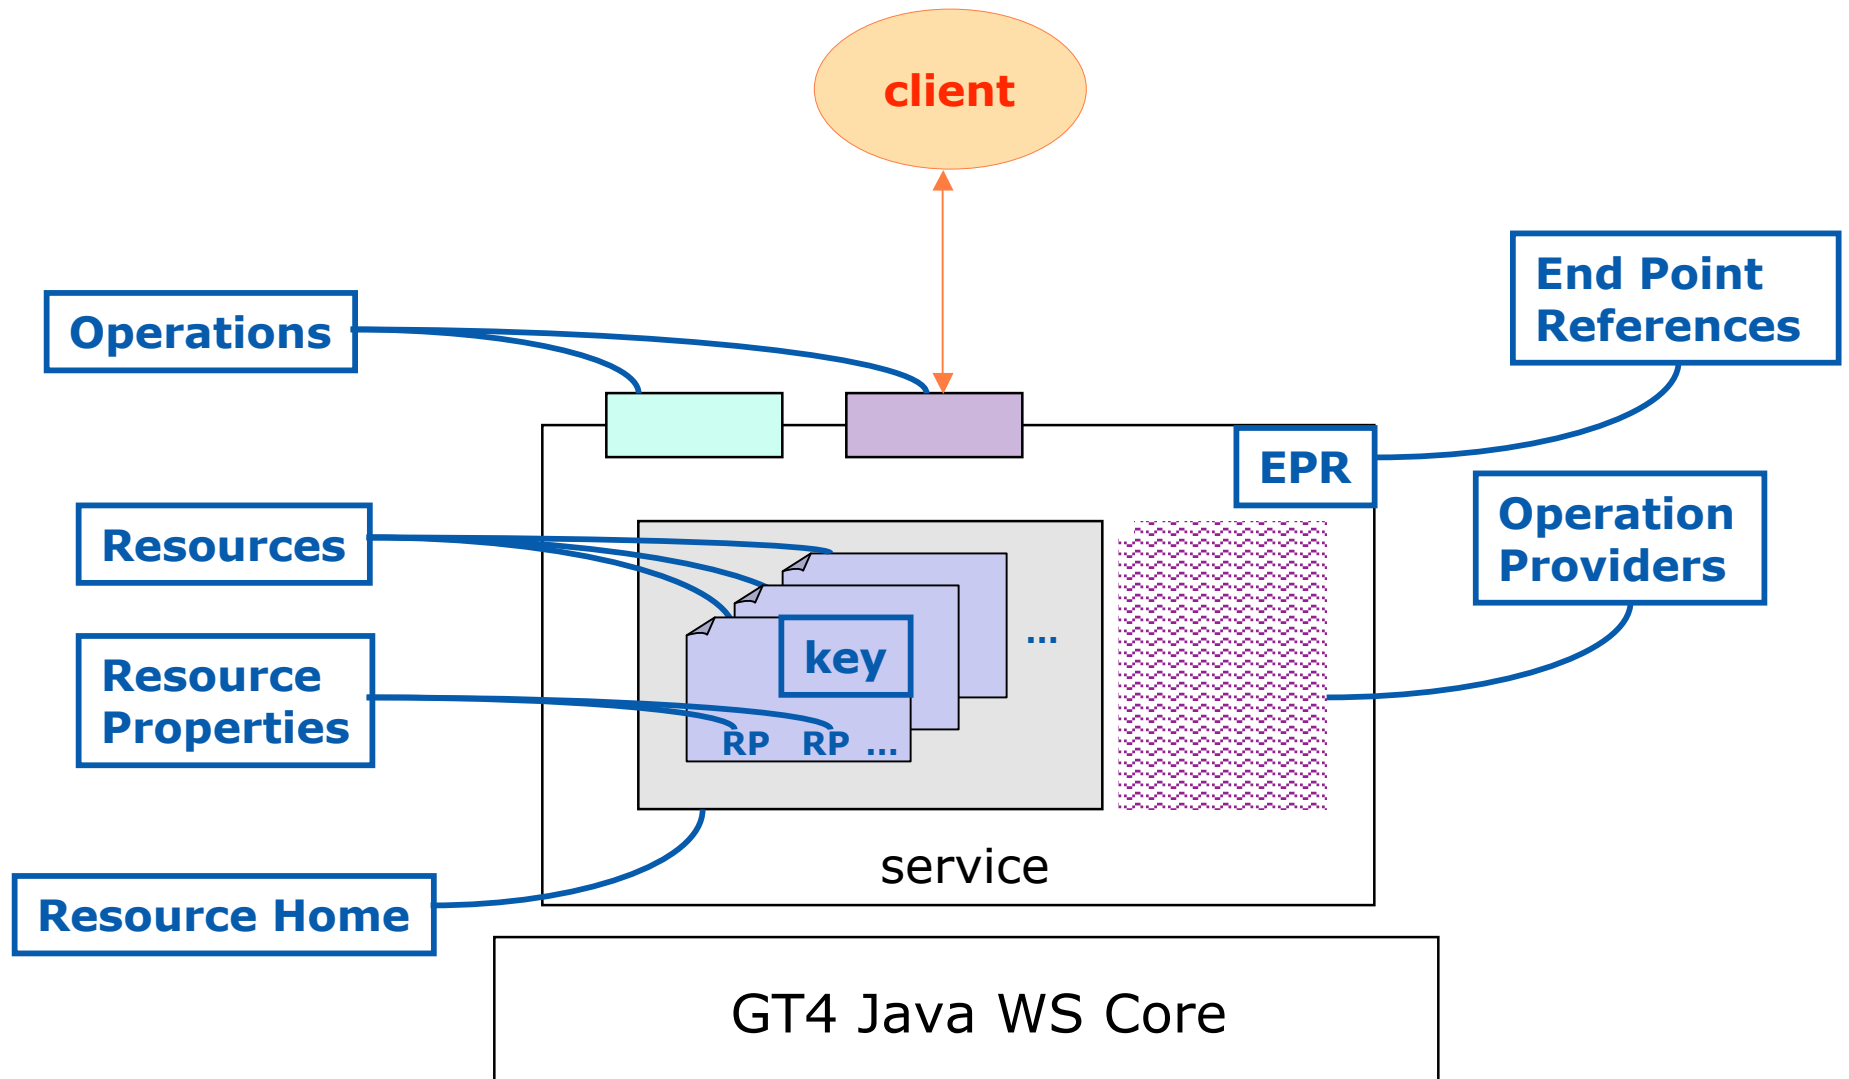 client
End Point
References
Operations
EPR
Operation
Providers
Resources
key
...
Resource
Properties
RP RP ...
service
Resource Home
GT4 Java WS Core